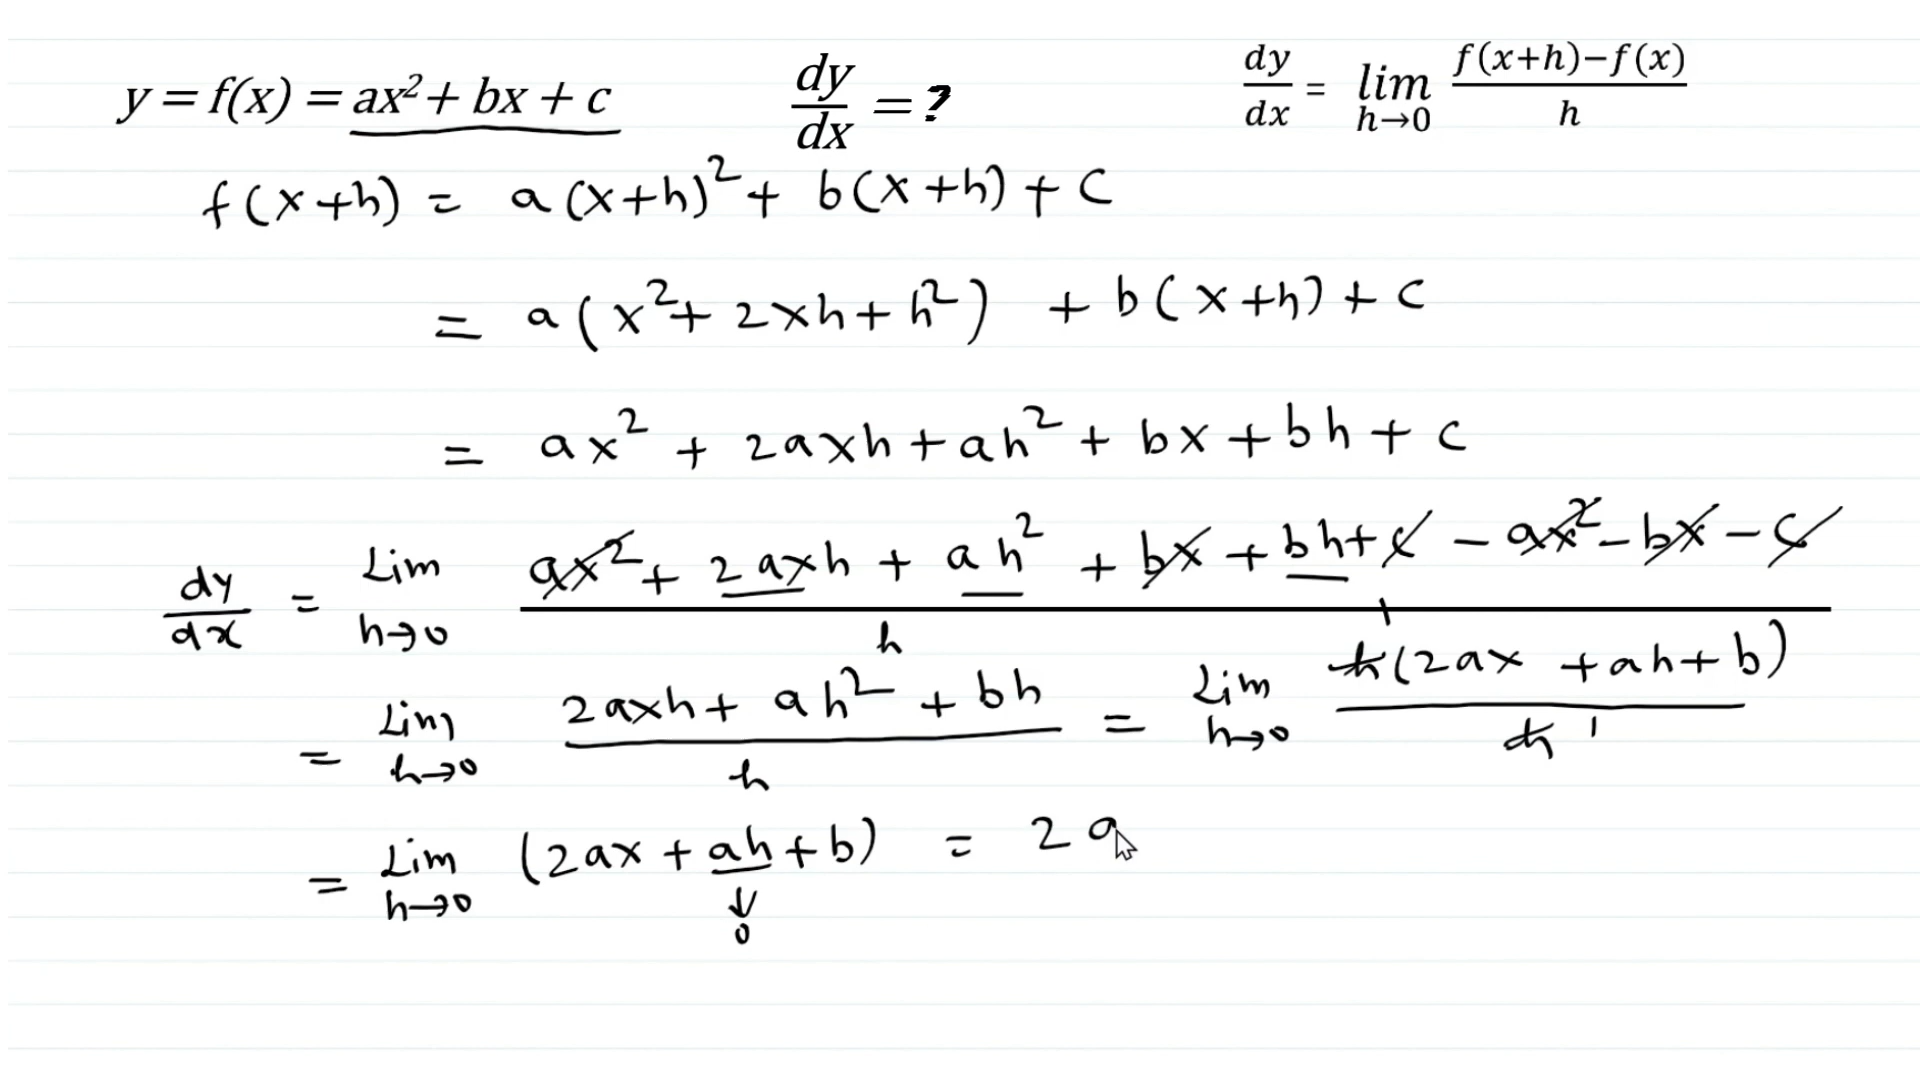 y = f(x) = ax² + bx + c    dy/dx = ?    dy/dx = lim h→0 f(x+h)−f(x)/h
f(x+h) = a(x+h)² + b(x+h) + c
= a(x² + 2xh + h²) + b(x+h) + c
= ax² + 2axh + ah² + bx + bh + c
dy/dx = Lim h→0 ax² + 2axh + ah² + bx + bh + c − ax² − bx − c / h
= Lim h→0 2axh + ah² + bh / h = Lim h→0 h(2ax + ah + b) / h 1 1
= Lim h→0 (2ax + ah + b) = 2a
↓
0